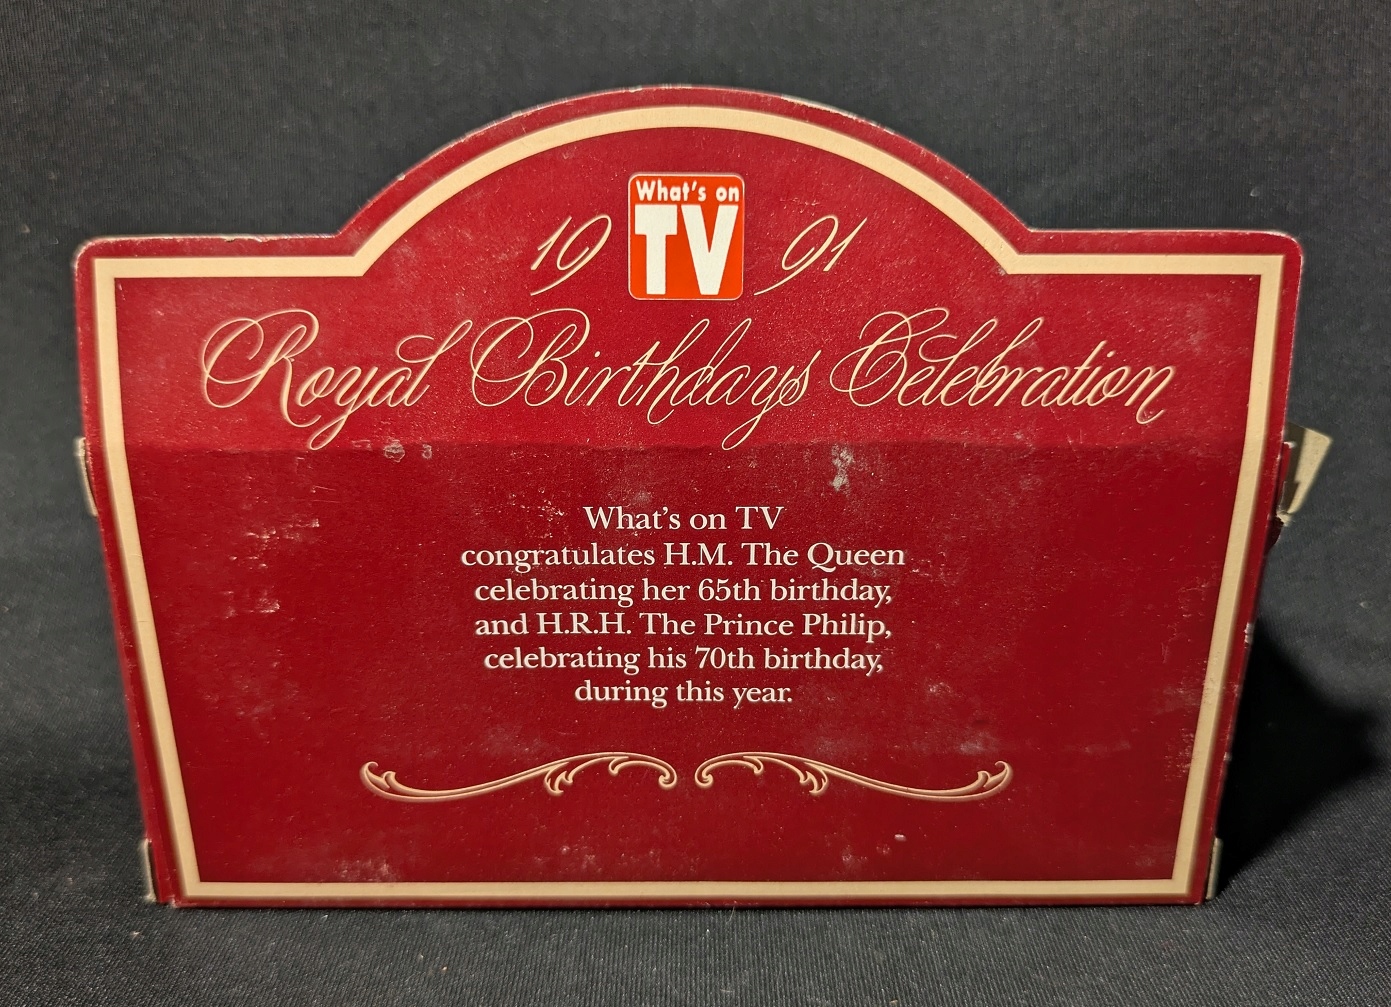 What's on
19 TV 91
Royal Birthdays Celebration
What's on TV
congratulates H.M. The Queen
celebrating her 65th birthday,
and H.R.H. The Prince Philip,
celebrating his 70th birthday,
during this year.